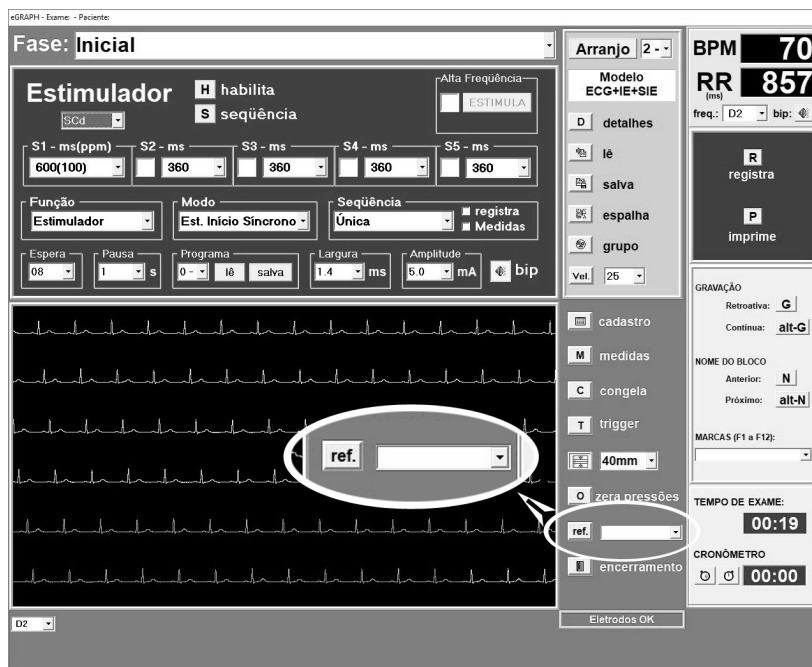 eGRAPH - Exame: - Paciente:
Fase: Inicial
Estimulador
SCd
H habilita
S seqüência
Alta Freqüência
ESTIMULA
S1 - ms(ppm) S2 - ms S3 - ms S4 - ms S5 - ms
600(100) 360 360 360 360
Função Modo Seqüência
Estimulador Est. Início Síncrono Única
registra
Medidas
Espera Pausa Programa Largura Amplitude
08 1 s 0 - lê salva 1.4 ms 5.0 mA bip
Arranjo 2 -
Modelo
ECG+IE+SIE
D detalhes
lê
salva
espalha
grupo
Vel. 25
cadastro
M medidas
C congela
T trigger
40mm
O zera pressões
ref.
encerramento
Eletrodos OK
ref.
D2
BPM 70
RR 857
(ms)
freq.: D2 bip:
R
registra
P
imprime
GRAVAÇÃO
Retroativa: G
Contínua: alt-G
NOME DO BLOCO
Anterior: N
Próximo: alt-N
MARCAS (F1 a F12):
TEMPO DE EXAME:
00:19
CRONÔMETRO
00:00